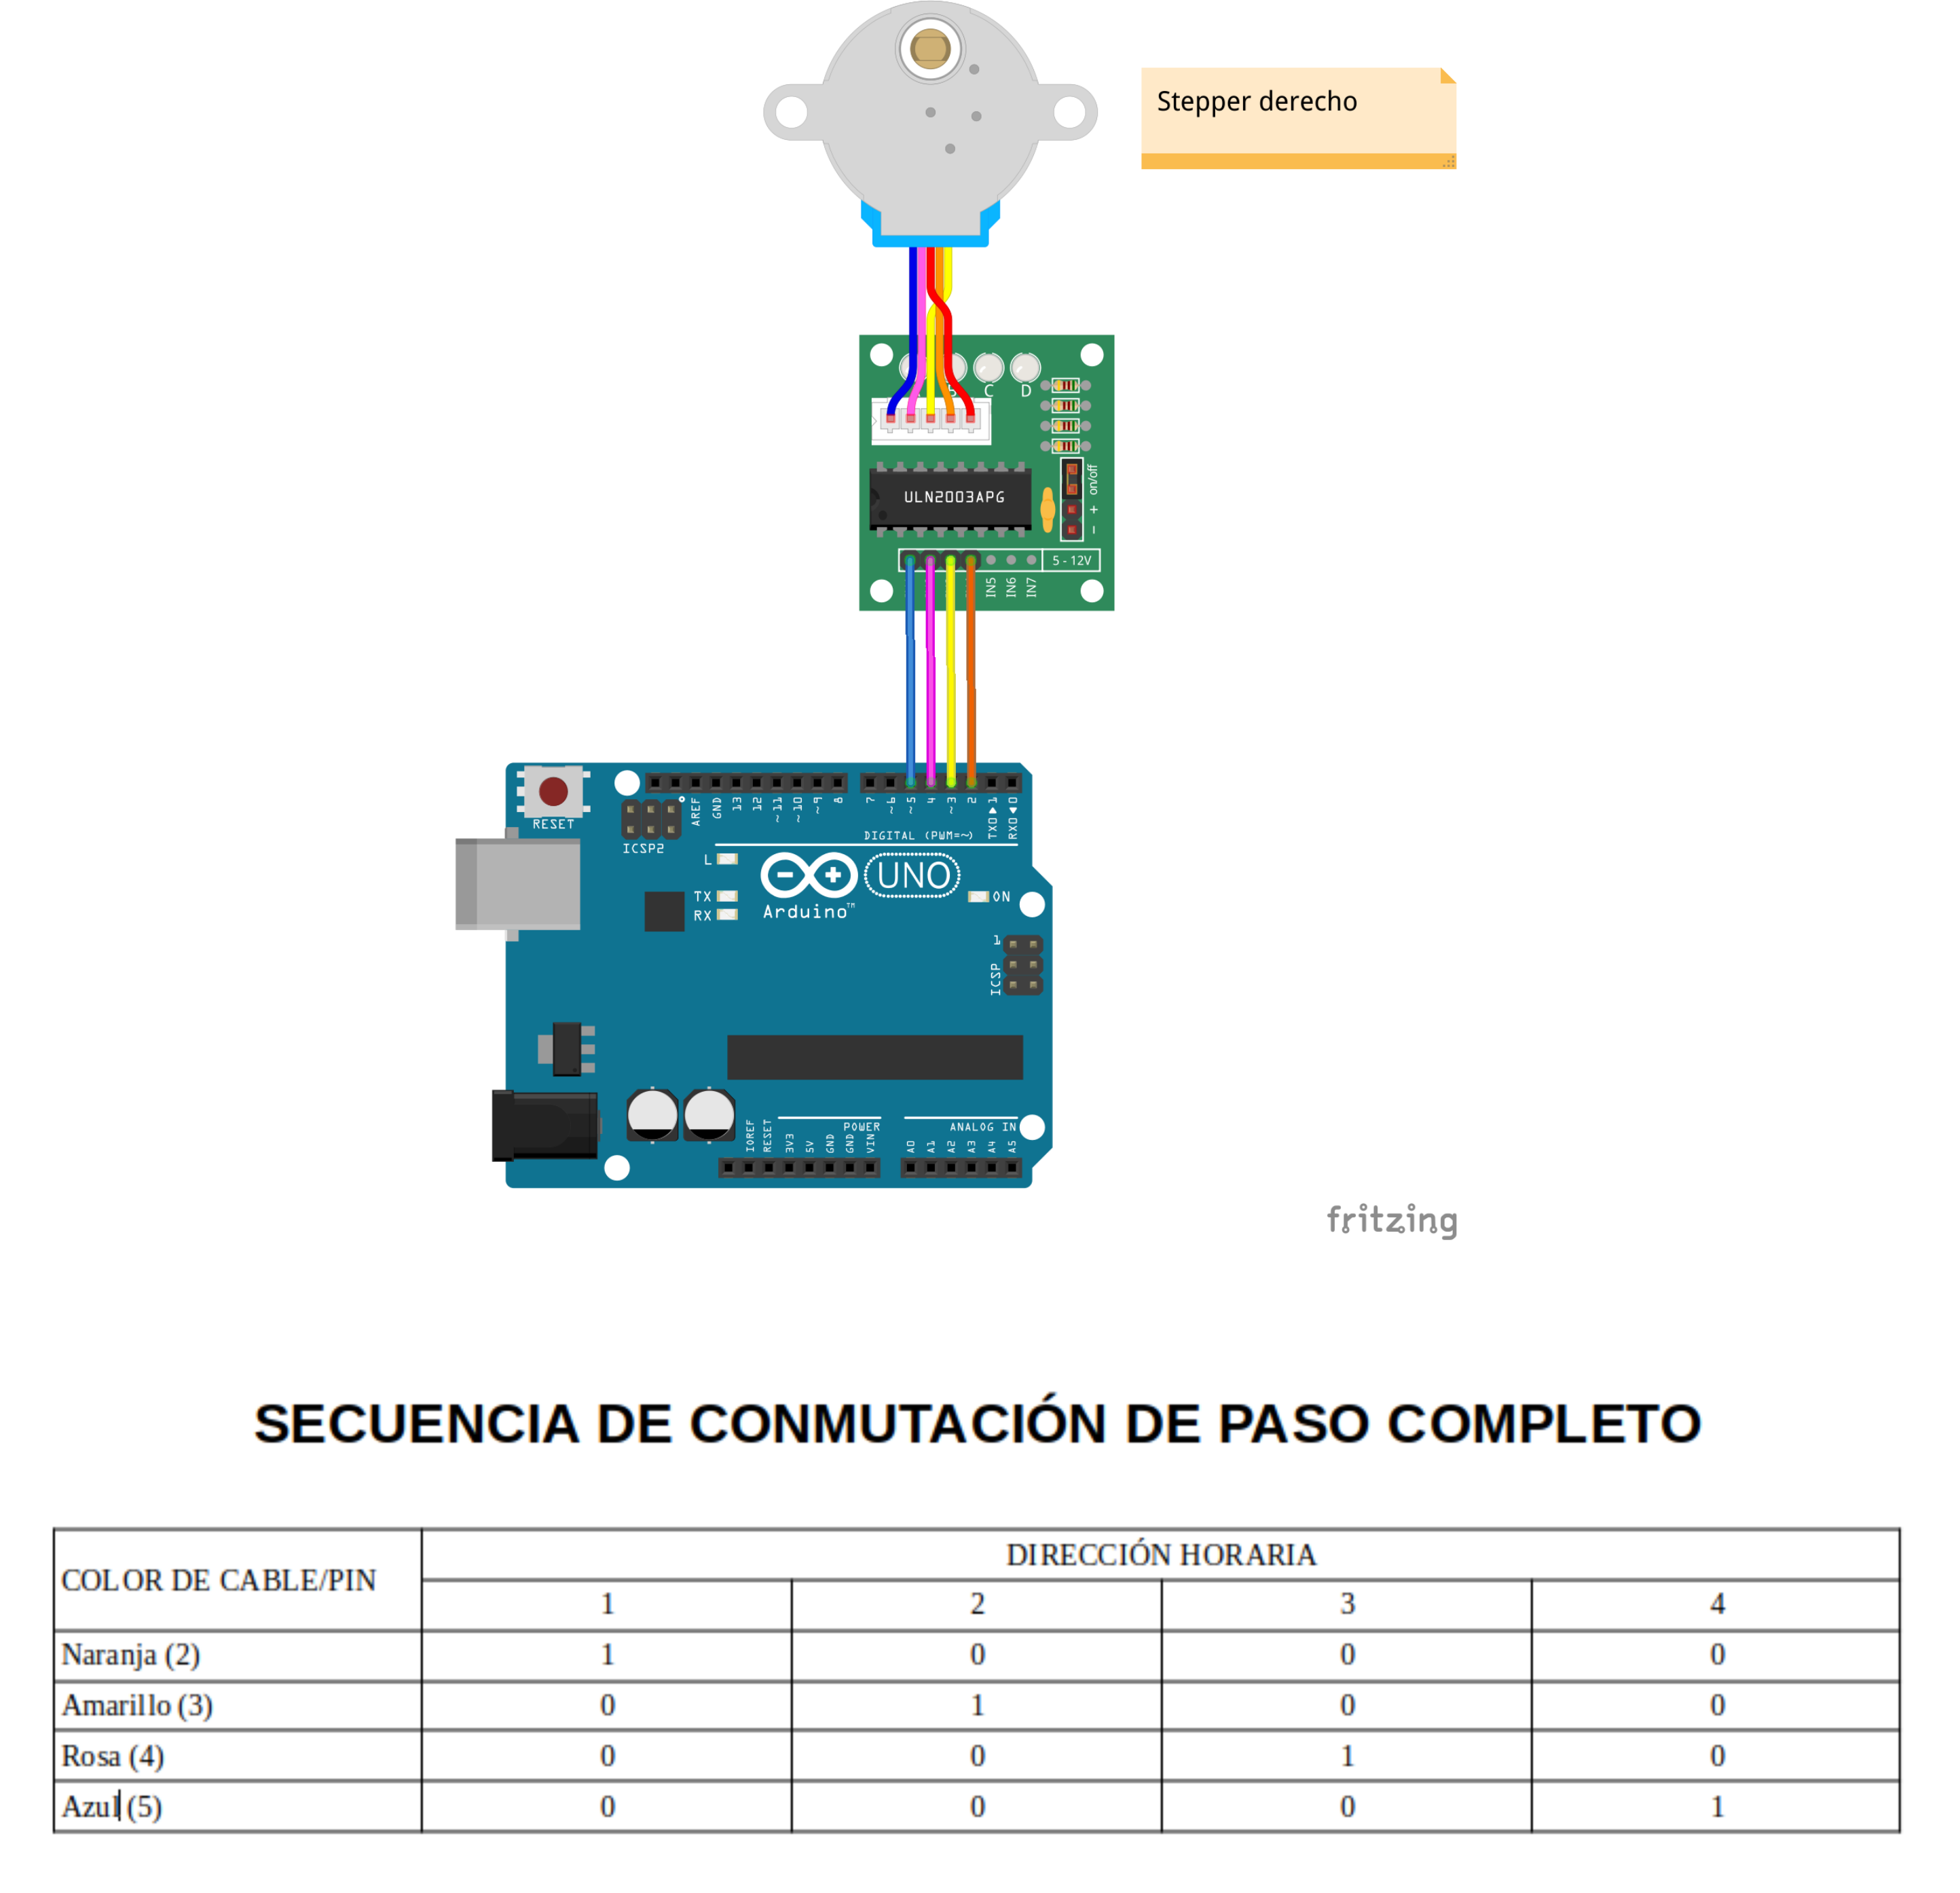 Stepper derecho
B
C
D
on/off
+
-
ULN2003APG
5 - 12V
IN5
IN6
IN7
RESET
ICSP2
AREF
GND
13
12
~11
~10
~9
8
7
~6
~5
4
~3
2
TX0▶1
RX0◀0
DIGITAL (PWM=~)
L
TX
RX
UNO
Arduino™
ON
1
ICSP
IOREF
RESET
3V3
5V
GND
GND
VIN
POWER
ANALOG IN
A0
A1
A2
A3
A4
A5
fritzing
SECUENCIA DE CONMUTACIÓN DE PASO COMPLETO
COLOR DE CABLE/PIN
DIRECCIÓN HORARIA
1 2 3 4
Naranja (2) 1 0 0 0
Amarillo (3) 0 1 0 0
Rosa (4) 0 0 1 0
Azul (5) 0 0 0 1